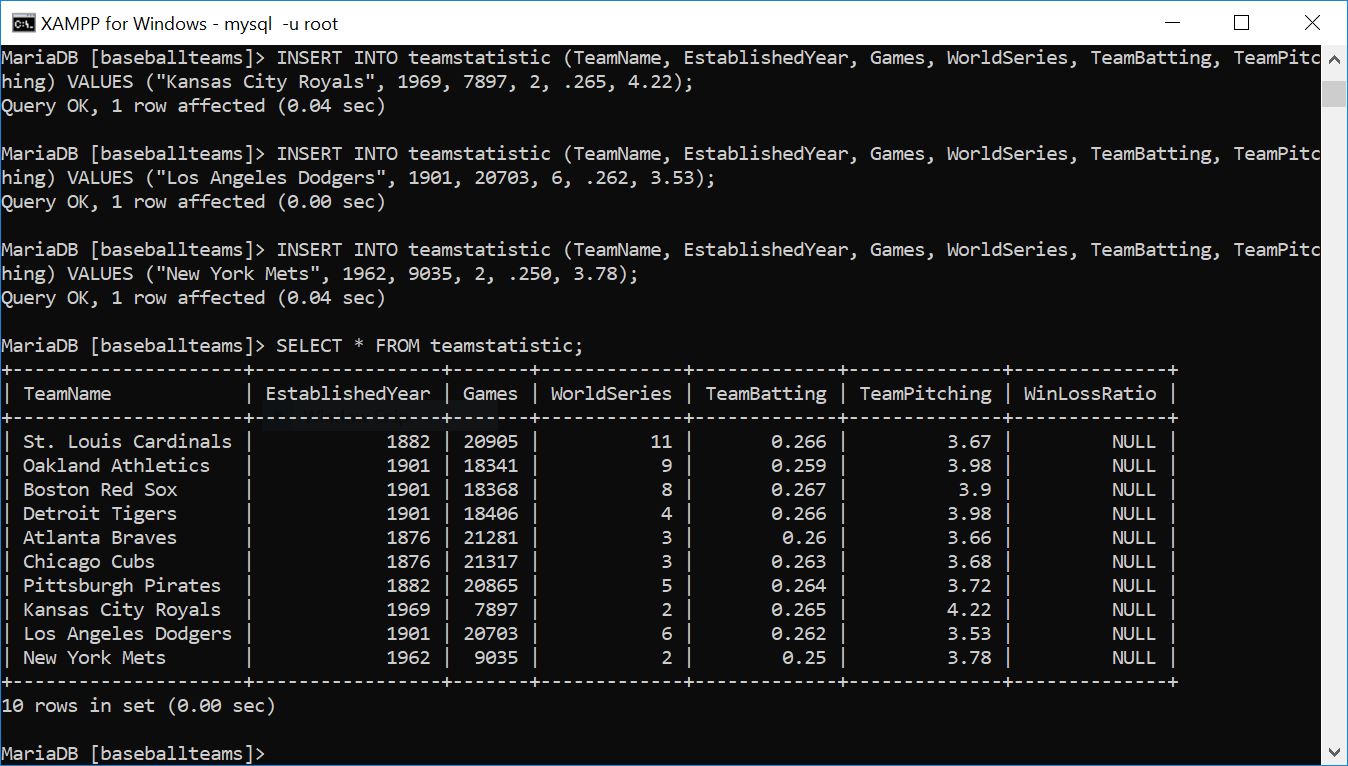 XAMPP for Windows - mysql  -u root
MariaDB [baseballteams]> INSERT INTO teamstatistic (TeamName, EstablishedYear, Games, WorldSeries, TeamBatting, TeamPitc
hing) VALUES ("Kansas City Royals", 1969, 7897, 2, .265, 4.22);
Query OK, 1 row affected (0.04 sec)
MariaDB [baseballteams]> INSERT INTO teamstatistic (TeamName, EstablishedYear, Games, WorldSeries, TeamBatting, TeamPitc
hing) VALUES ("Los Angeles Dodgers", 1901, 20703, 6, .262, 3.53);
Query OK, 1 row affected (0.00 sec)
MariaDB [baseballteams]> INSERT INTO teamstatistic (TeamName, EstablishedYear, Games, WorldSeries, TeamBatting, TeamPitc
hing) VALUES ("New York Mets", 1962, 9035, 2, .250, 3.78);
Query OK, 1 row affected (0.04 sec)
MariaDB [baseballteams]> SELECT * FROM teamstatistic;
+---------------------+-----------------+-------+-------------+-------------+--------------+--------------+
| TeamName            | EstablishedYear | Games | WorldSeries | TeamBatting | TeamPitching | WinLossRatio |
+---------------------+-----------------+-------+-------------+-------------+--------------+--------------+
| St. Louis Cardinals |            1882 | 20905 |          11 |       0.266 |         3.67 |         NULL |
| Oakland Athletics   |            1901 | 18341 |           9 |       0.259 |         3.98 |         NULL |
| Boston Red Sox      |            1901 | 18368 |           8 |       0.267 |          3.9 |         NULL |
| Detroit Tigers      |            1901 | 18406 |           4 |       0.266 |         3.98 |         NULL |
| Atlanta Braves      |            1876 | 21281 |           3 |        0.26 |         3.66 |         NULL |
| Chicago Cubs        |            1876 | 21317 |           3 |       0.263 |         3.68 |         NULL |
| Pittsburgh Pirates  |            1882 | 20865 |           5 |       0.264 |         3.72 |         NULL |
| Kansas City Royals  |            1969 |  7897 |           2 |       0.265 |         4.22 |         NULL |
| Los Angeles Dodgers |            1901 | 20703 |           6 |       0.262 |         3.53 |         NULL |
| New York Mets       |            1962 |  9035 |           2 |        0.25 |         3.78 |         NULL |
+---------------------+-----------------+-------+-------------+-------------+--------------+--------------+
10 rows in set (0.00 sec)
MariaDB [baseballteams]>